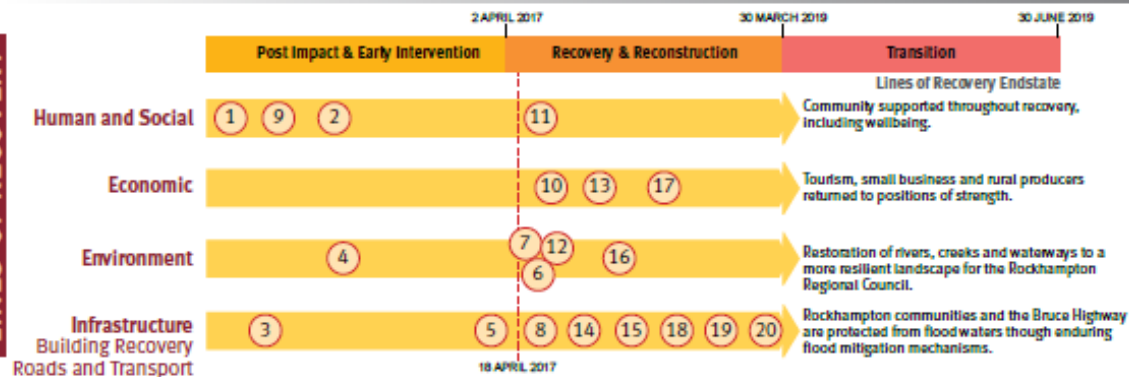 2 APRIL 2017
30 MARCH 2019
30 JUNE 2019
Post Impact & Early Intervention
Recovery & Reconstruction
Transition
Lines of Recovery Endstate
Human and Social
1 9 2 11
Community supported throughout recovery,
including wellbeing.
Economic
10 13 17
Tourism, small business and rural producers
returned to positions of strength.
Environment
4 7 12 6 16
Restoration of rivers, creeks and waterways to a
more resilient landscape for the Rockhampton
Regional Council.
Infrastructure
Building Recovery
Roads and Transport
3 5 8 14 15 18 19 20
Rockhampton communities and the Bruce Highway
are protected from flood waters though enduring
flood mitigation mechanisms.
18 APRIL 2017